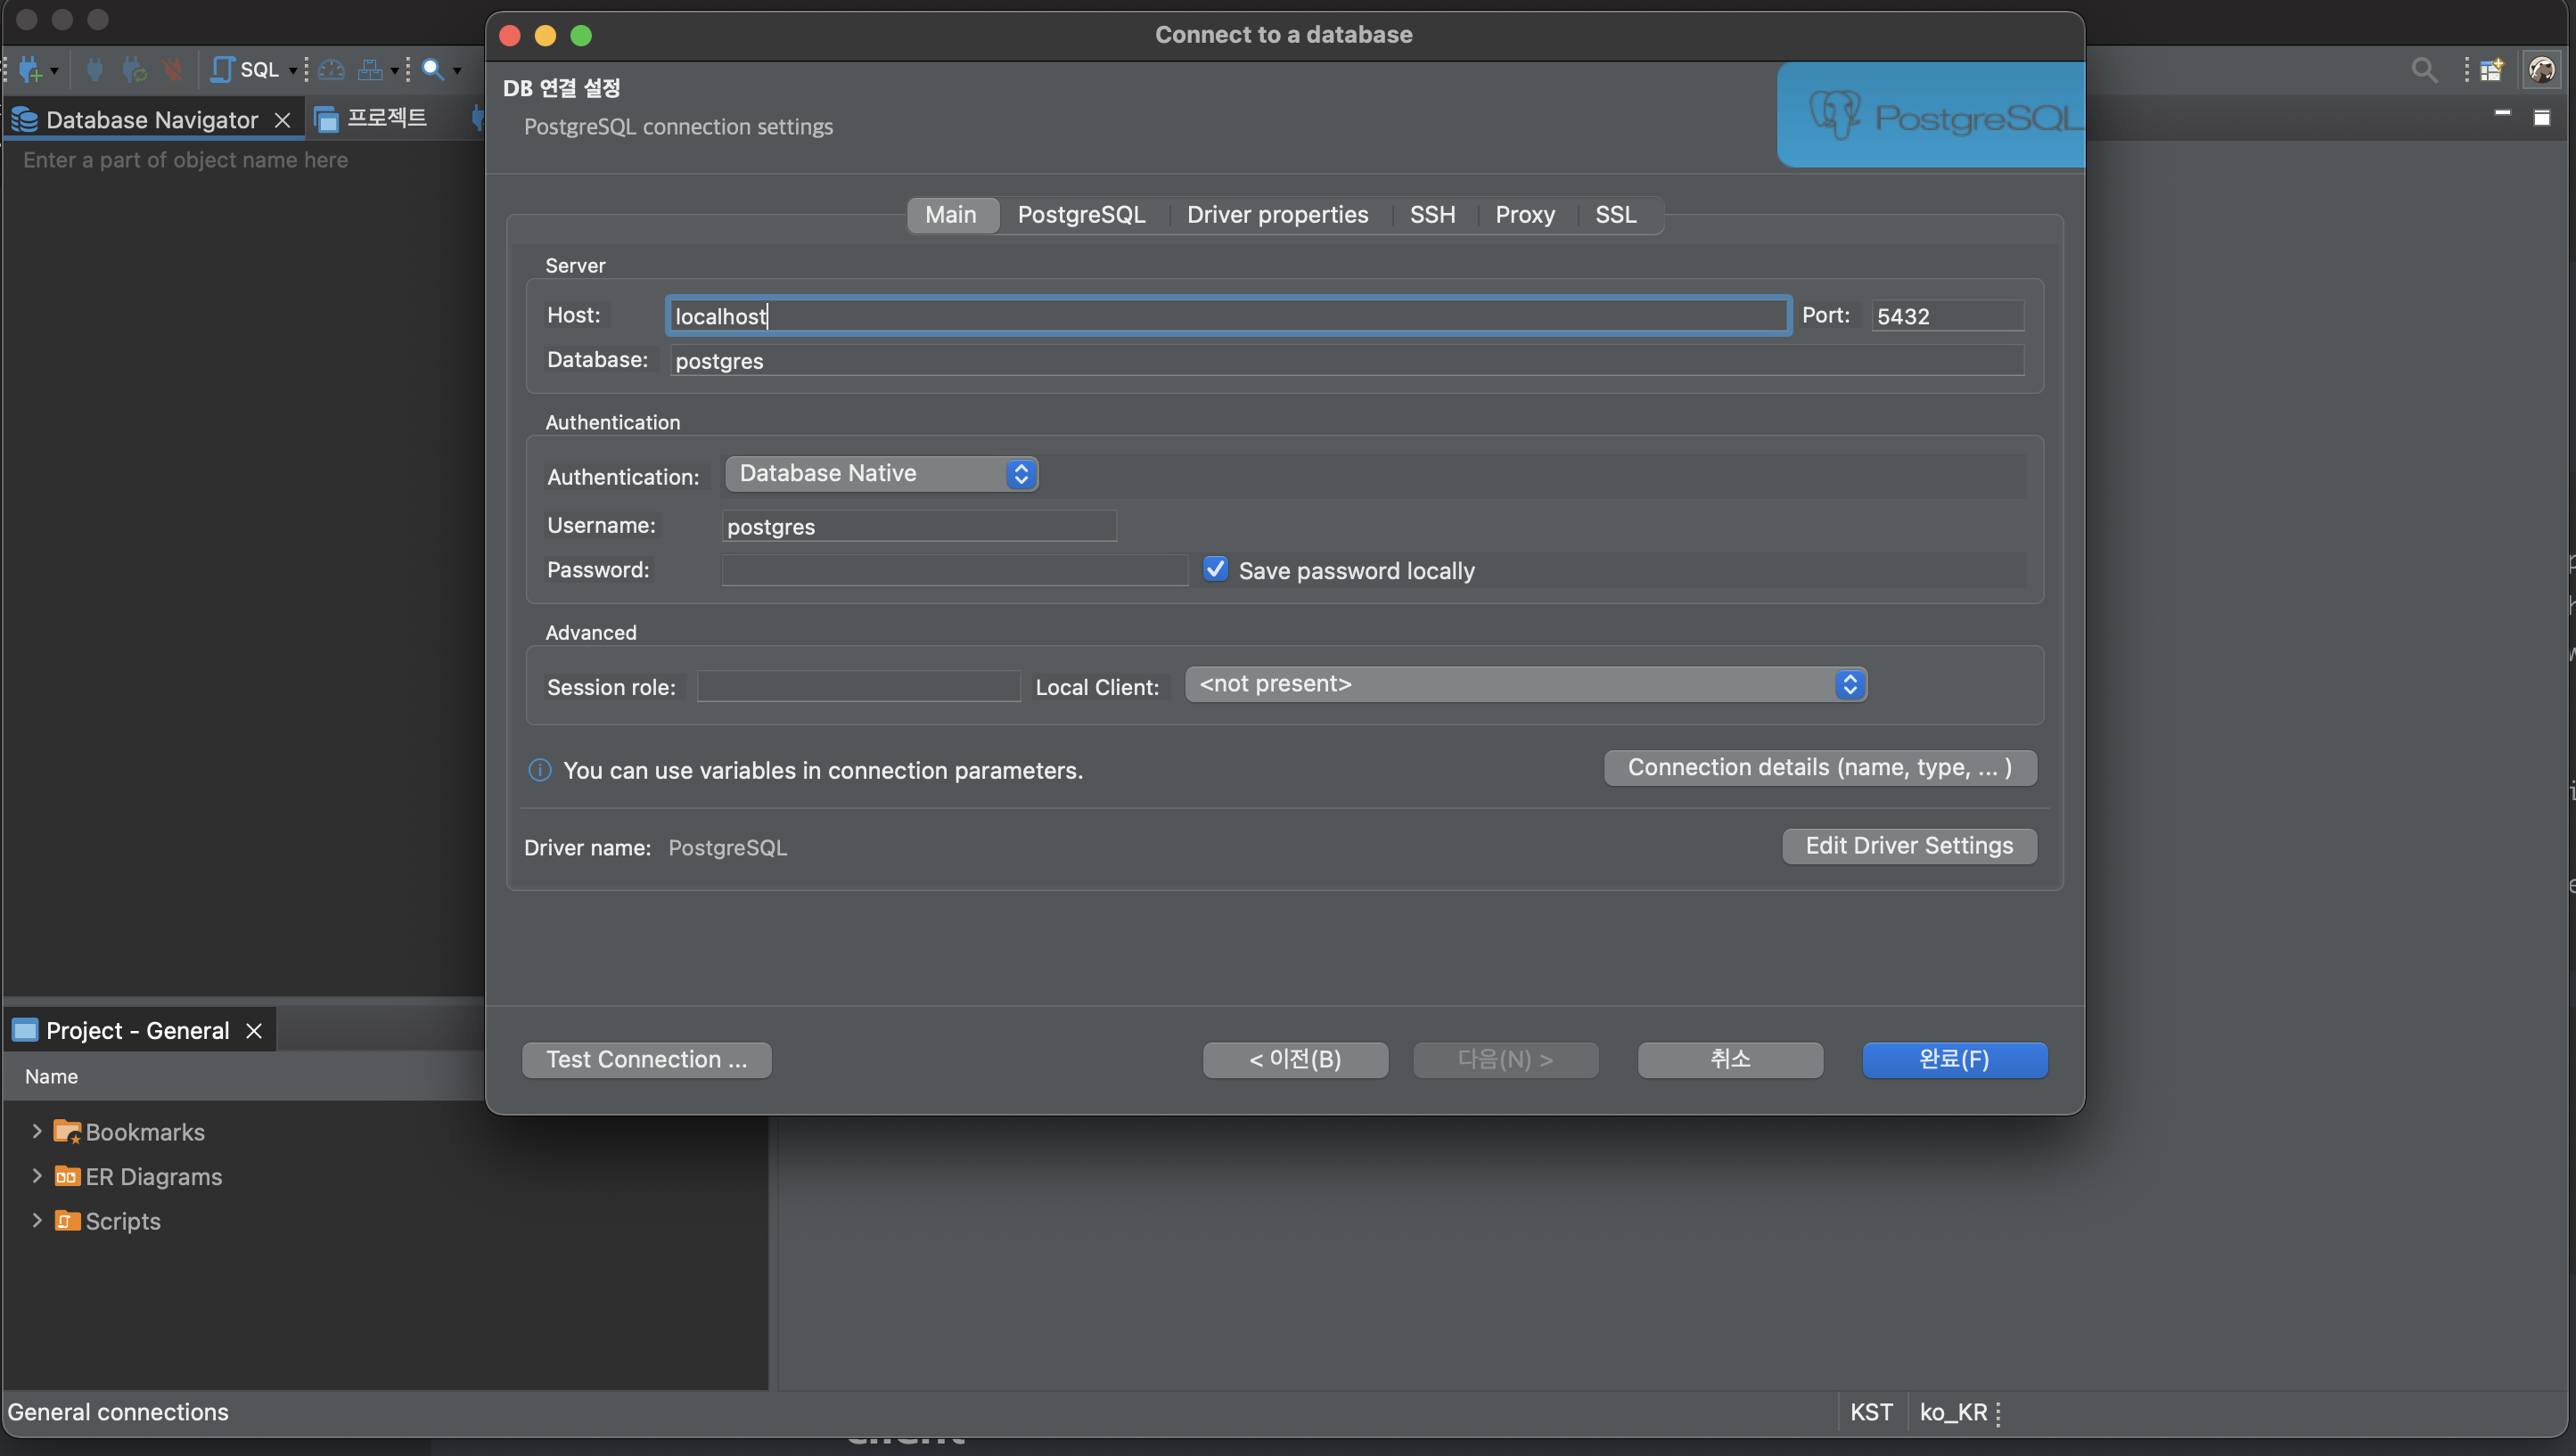 Connect to a database
SQL
DB 연결 설정
PostgreSQL connection settings
PostgreSQL
Database Navigator
프로젝트
Enter a part of object name here
Main
PostgreSQL
Driver properties
SSH
Proxy
SSL
Server
Host:
localhost
Port:
5432
Database:
postgres
Authentication
Authentication:
Database Native
Username:
postgres
Password:
Save password locally
Advanced
Session role:
Local Client:
<not present>
You can use variables in connection parameters.
Connection details (name, type, ... )
Driver name:
PostgreSQL
Edit Driver Settings
Test Connection ...
< 이전(B)
다음(N) >
취소
완료(F)
Project - General
Name
Bookmarks
ER Diagrams
Scripts
General connections
KST
ko_KR